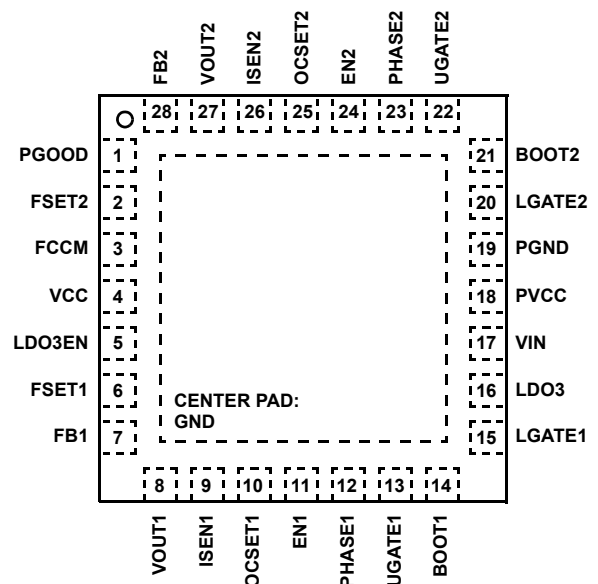 FB2
VOUT2
ISEN2
OCSET2
EN2
PHASE2
UGATE2
28 27 26 25 24 23 22
PGOOD 1
FSET2 2
FCCM 3
VCC 4
LDO3EN 5
FSET1 6
FB1 7
21 BOOT2
20 LGATE2
19 PGND
18 PVCC
17 VIN
16 LDO3
15 LGATE1
CENTER PAD:
GND
8 9 10 11 12 13 14
VOUT1
ISEN1
OCSET1
EN1
PHASE1
UGATE1
BOOT1